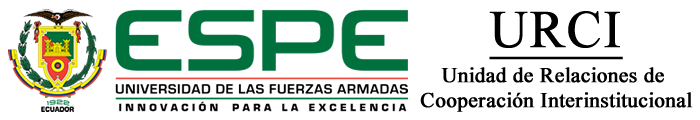 1922
ECUADOR
ESPE
UNIVERSIDAD DE LAS FUERZAS ARMADAS
INNOVACIÓN PARA LA EXCELENCIA
URCI
Unidad de Relaciones de
Cooperación Interinstitucional